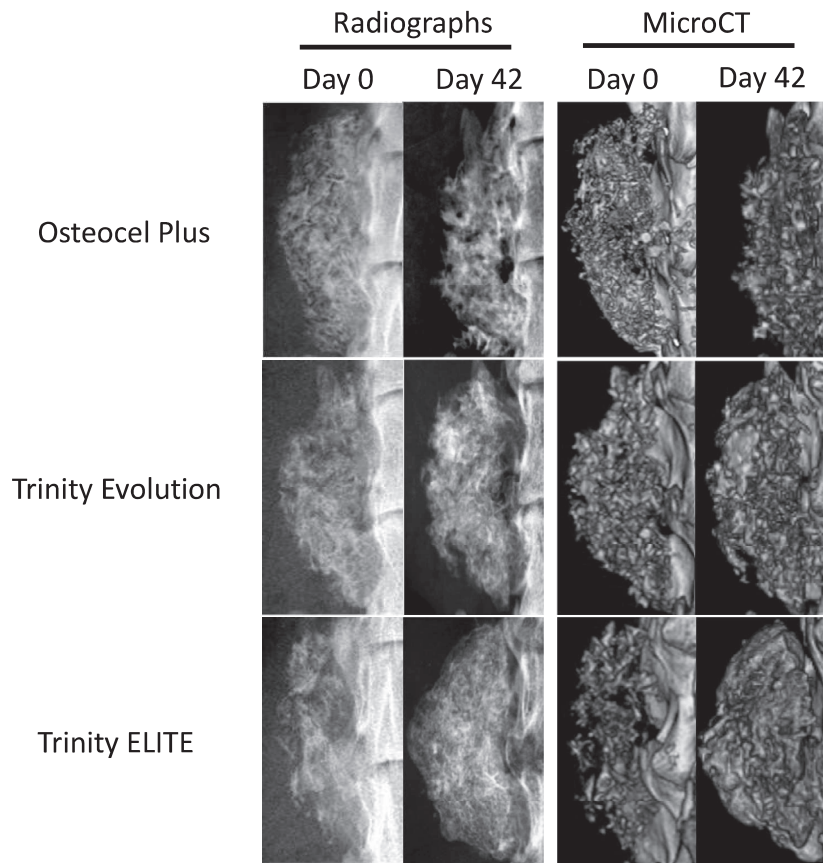 Radiographs
MicroCT
Day 0
Day 42
Day 0
Day 42
Osteocel Plus
Trinity Evolution
Trinity ELITE